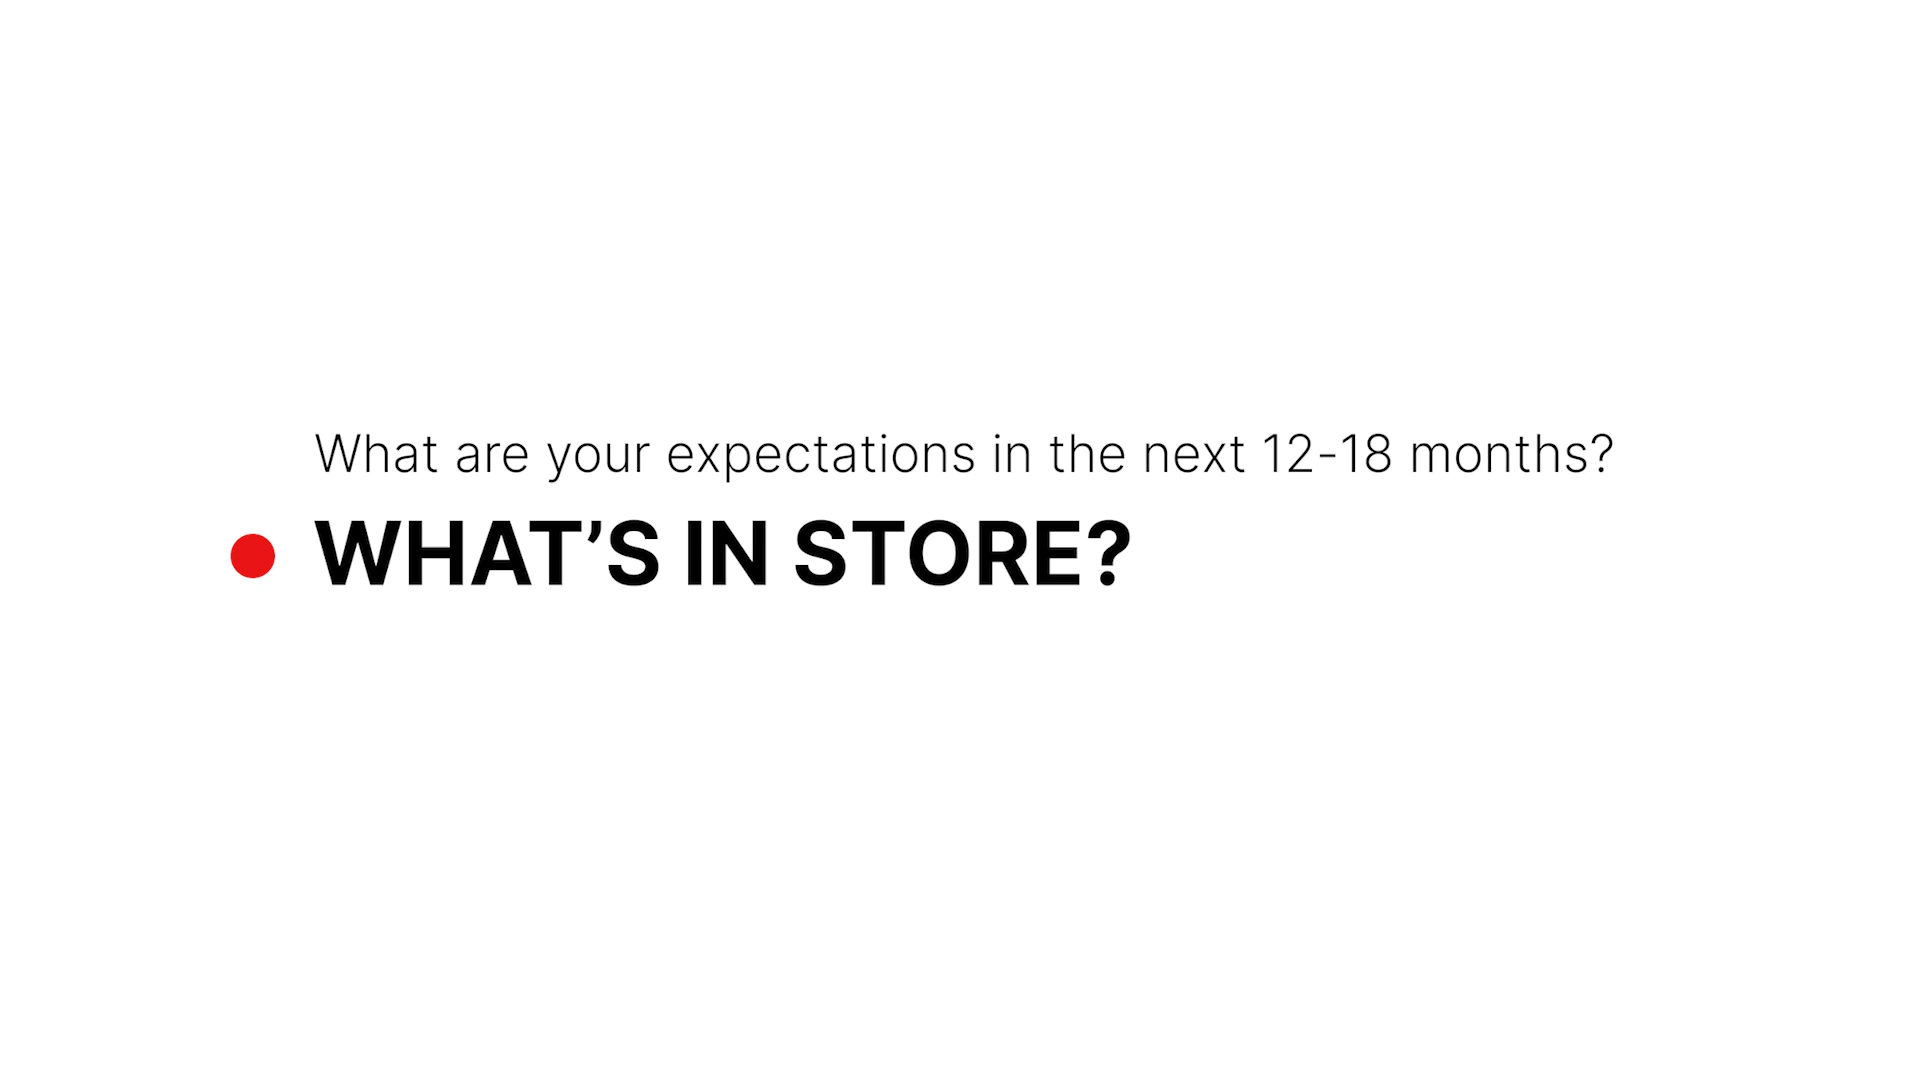 What are your expectations in the next 12-18 months?
WHAT’S IN STORE?